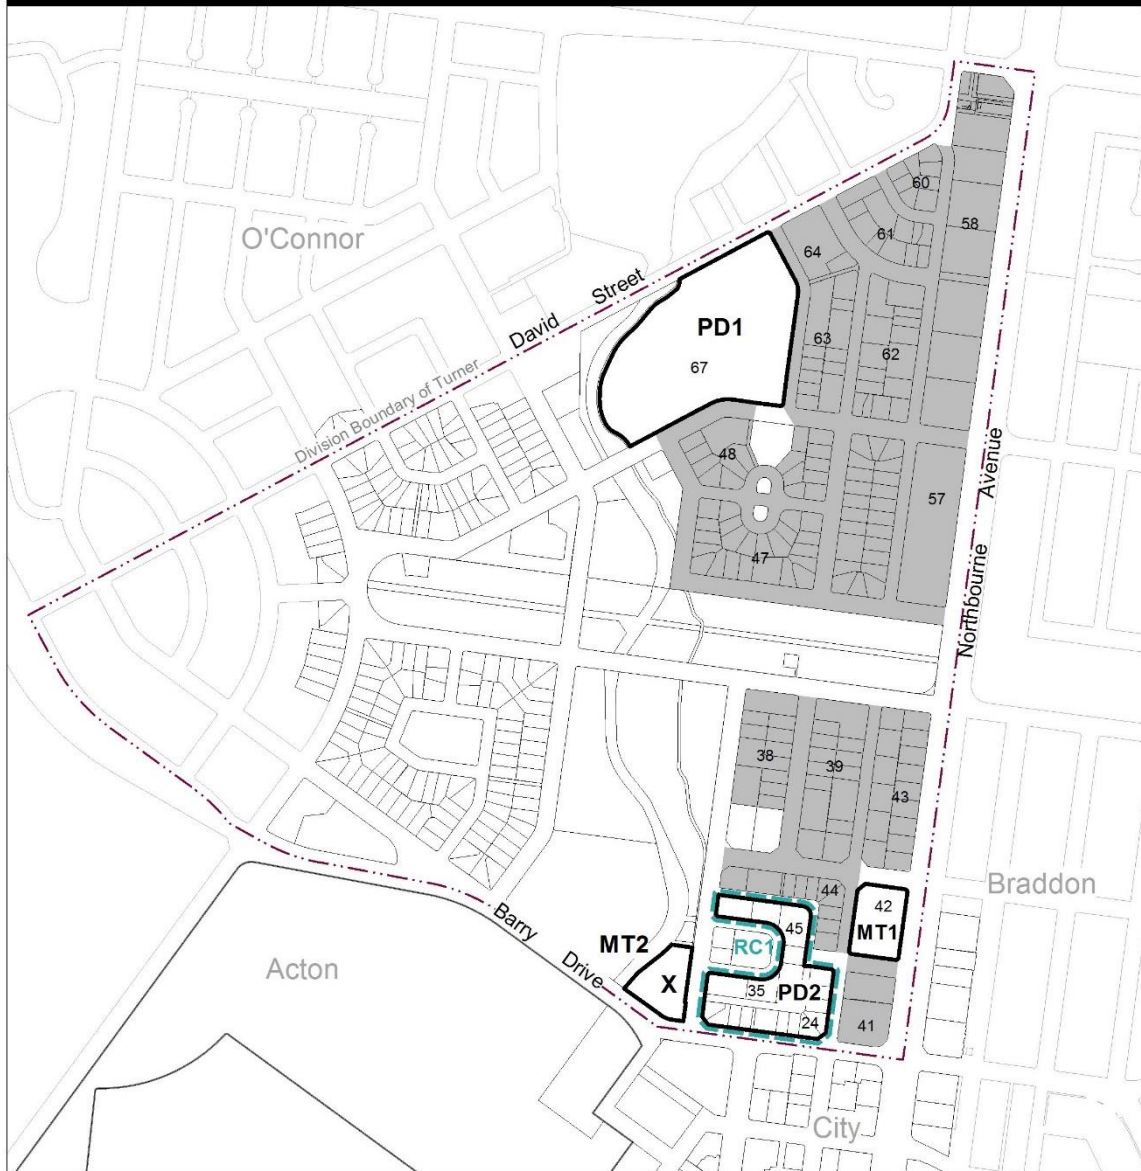 60
58
O'Connor
61
64
David Street
PD1
63
62
67
Division Boundary of Turner
48
Northbourne Avenue
57
47
38
39
43
44
Braddon
42
45
MT1
Barry Drive
MT2
RC1
Acton
X
35
PD2
24
41
City